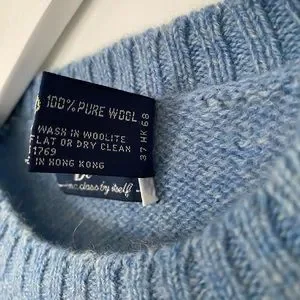 100% PURE WOOL
WASH IN WOOLITE
FLAT OR DRY CLEAN
1769
IN HONG KONG
37 HK 68
class by itself